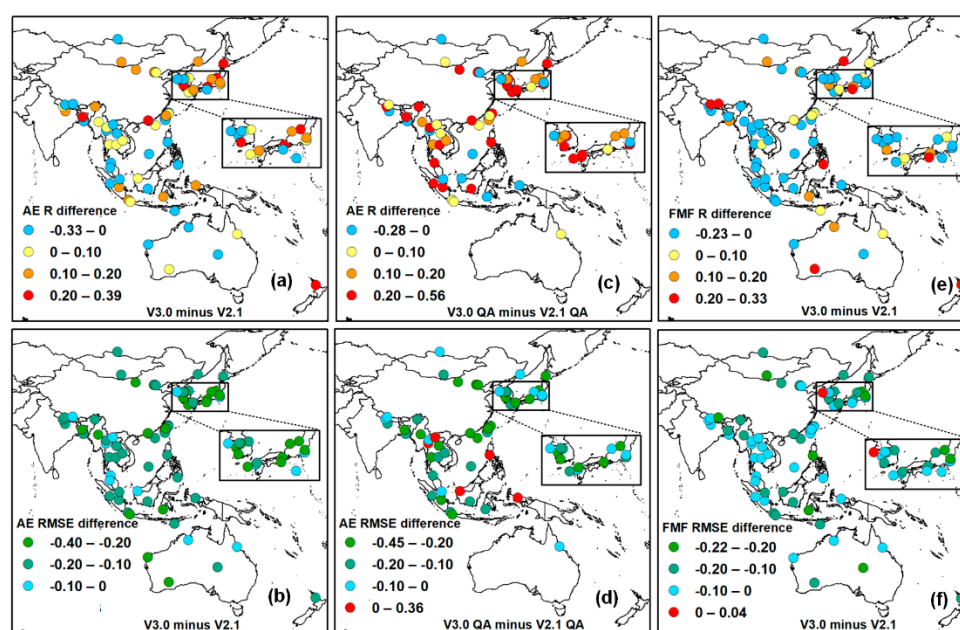 AE R difference
-0.33 – 0
0 – 0.10
0.10 – 0.20
0.20 – 0.39
(a)
V3.0 minus V2.1
AE R difference
-0.28 – 0
0 – 0.10
0.10 – 0.20
0.20 – 0.56
(c)
V3.0 QA minus V2.1 QA
FMF R difference
-0.23 – 0
0 – 0.10
0.10 – 0.20
0.20 – 0.33
(e)
V3.0 minus V2.1
AE RMSE difference
-0.40 – -0.20
-0.20 – -0.10
-0.10 – 0
(b)
V3.0 minus V2.1
AE RMSE difference
-0.45 – -0.20
-0.20 – -0.10
-0.10 – 0
0 – 0.36
(d)
V3.0 QA minus V2.1 QA
FMF RMSE difference
-0.22 – -0.20
-0.20 – -0.10
-0.10 – 0
0 – 0.04
(f)
V3.0 minus V2.1